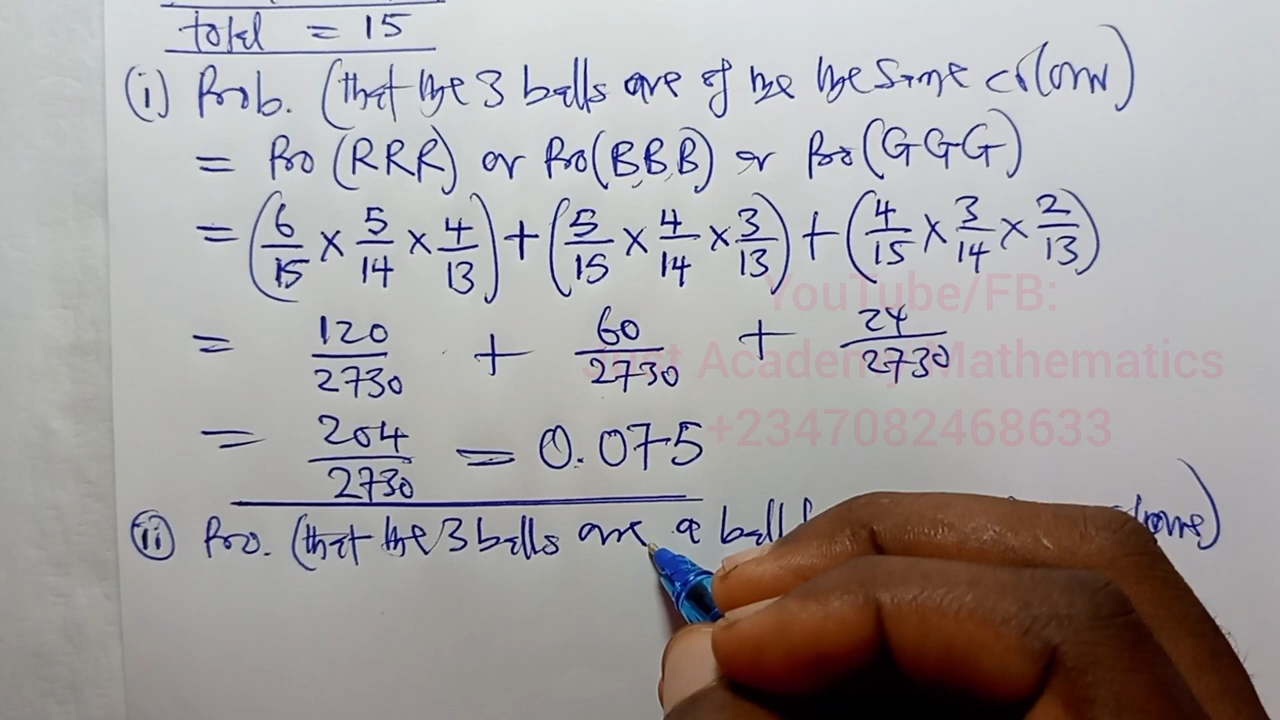 total = 15
(i) Prob. (that the 3 balls are of the the same colour)
= Pro (RRR) or Pro(B,B,B) or Pro(GGG)
= (6/15 × 5/14 × 4/13) + (5/15 × 4/14 × 3/13) + (4/15 × 3/14 × 2/13)
= 120/2730 + 60/2730 + 24/2730
= 204/2730 = 0.075
(ii) Pro. (that the 3 balls are a ball
YouTube/FB:
Just Academy Mathematics
+2347082468633